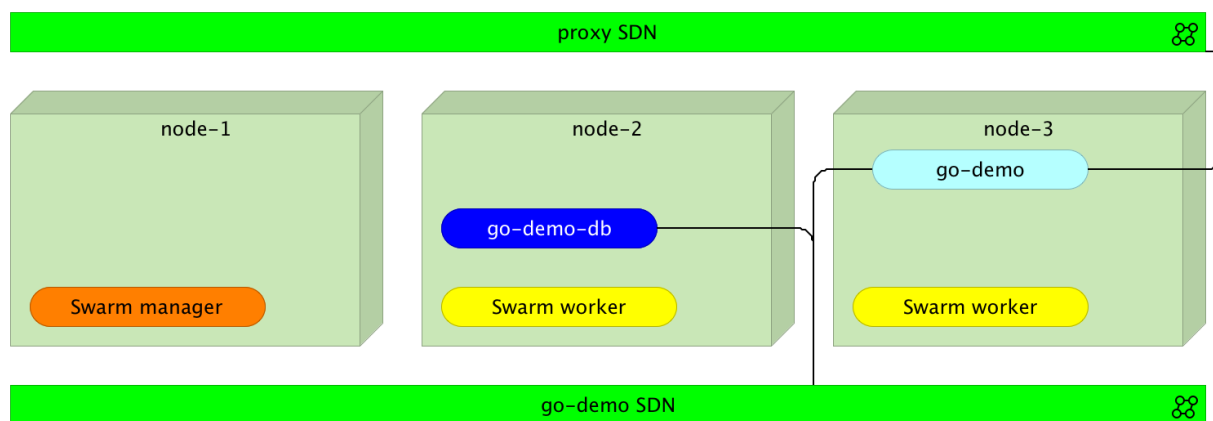 proxy SDN
node-1
node-2
node-3
go-demo
go-demo-db
Swarm manager
Swarm worker
Swarm worker
go-demo SDN